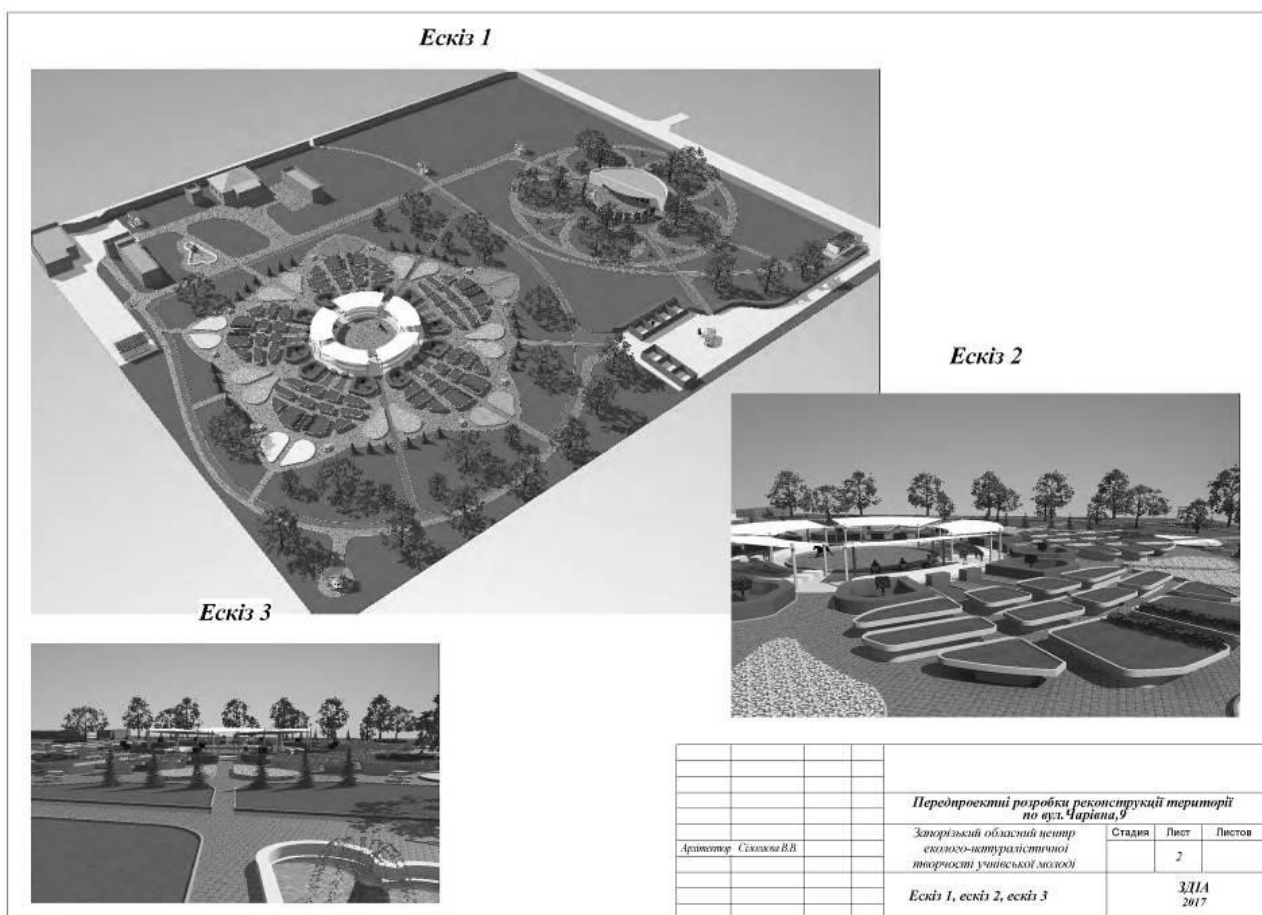 Ескіз 1
Ескіз 2
Ескіз 3
Передпроектні розробки реконструкції території
по вул.Чарівна,9
Запорізький обласний центр
еколого-натуралістичної
творчості учнівської молоді
Стадия Лист Листов
2
Архітектор В.В.
Ескіз 1, ескіз 2, ескіз 3
ЗДІА
2017